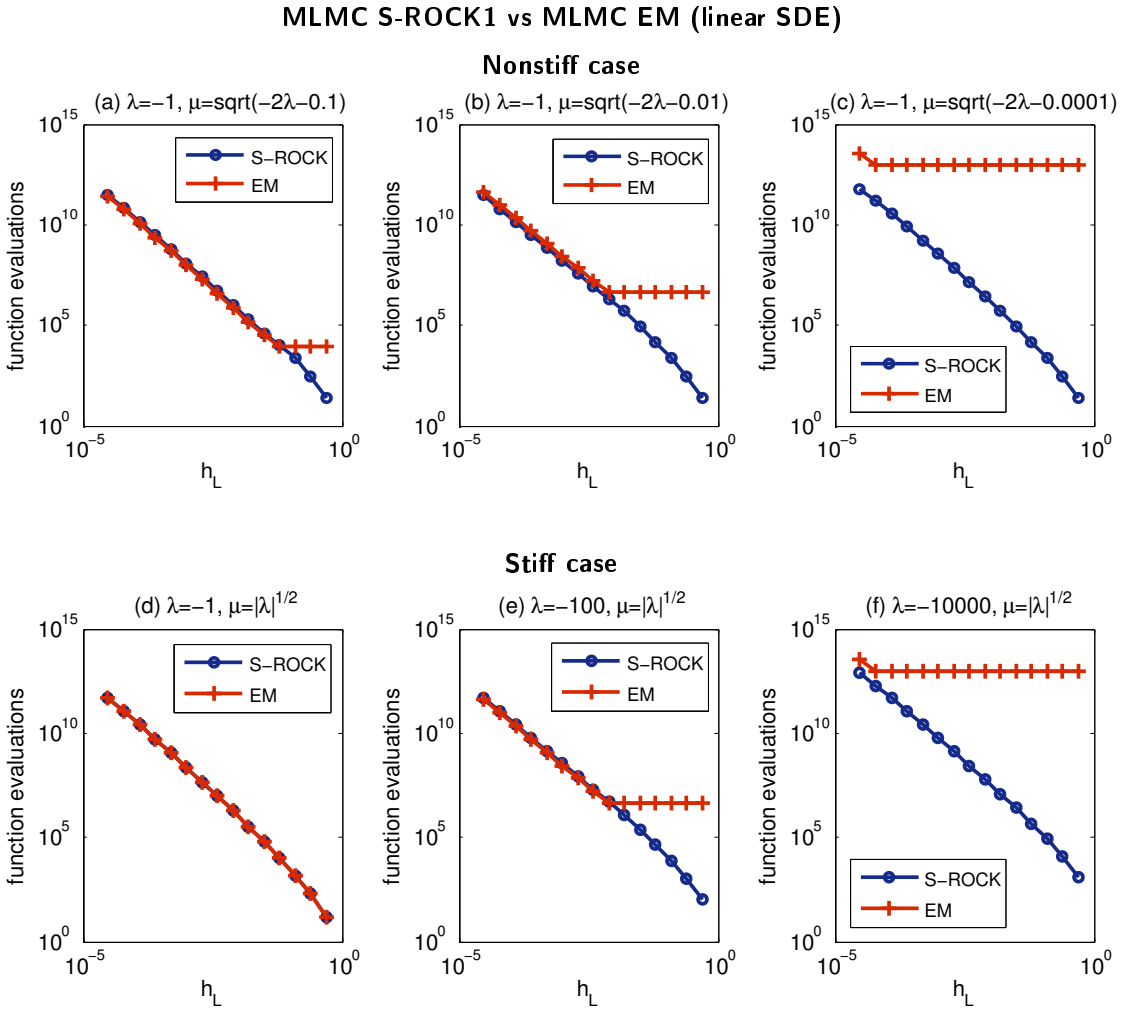 MLMC S-ROCK1 vs MLMC EM (linear SDE)
Nonstiff case
(a) λ=−1, μ=sqrt(−2λ−0.1)
function evaluations
10^15
10^10
10^5
10^0
10^−5
10^0
h_L
S−ROCK
EM
(b) λ=−1, μ=sqrt(−2λ−0.01)
function evaluations
10^15
10^10
10^5
10^0
10^−5
10^0
h_L
S−ROCK
EM
(c) λ=−1, μ=sqrt(−2λ−0.0001)
function evaluations
10^15
10^10
10^5
10^0
10^−5
10^0
h_L
S−ROCK
EM
Stiff case
(d) λ=−1, μ=|λ|^1/2
function evaluations
10^15
10^10
10^5
10^0
10^−5
10^0
h_L
S−ROCK
EM
(e) λ=−100, μ=|λ|^1/2
function evaluations
10^15
10^10
10^5
10^0
10^−5
10^0
h_L
S−ROCK
EM
(f) λ=−10000, μ=|λ|^1/2
function evaluations
10^15
10^10
10^5
10^0
10^−5
10^0
h_L
S−ROCK
EM